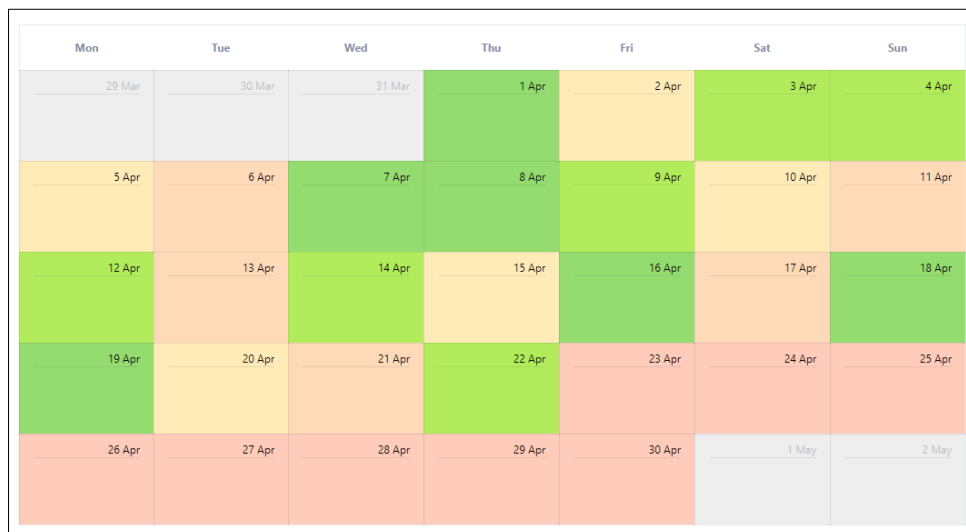 Mon Tue Wed Thu Fri Sat Sun
29 Mar 30 Mar 31 Mar 1 Apr 2 Apr 3 Apr 4 Apr
5 Apr 6 Apr 7 Apr 8 Apr 9 Apr 10 Apr 11 Apr
12 Apr 13 Apr 14 Apr 15 Apr 16 Apr 17 Apr 18 Apr
19 Apr 20 Apr 21 Apr 22 Apr 23 Apr 24 Apr 25 Apr
26 Apr 27 Apr 28 Apr 29 Apr 30 Apr 1 May 2 May